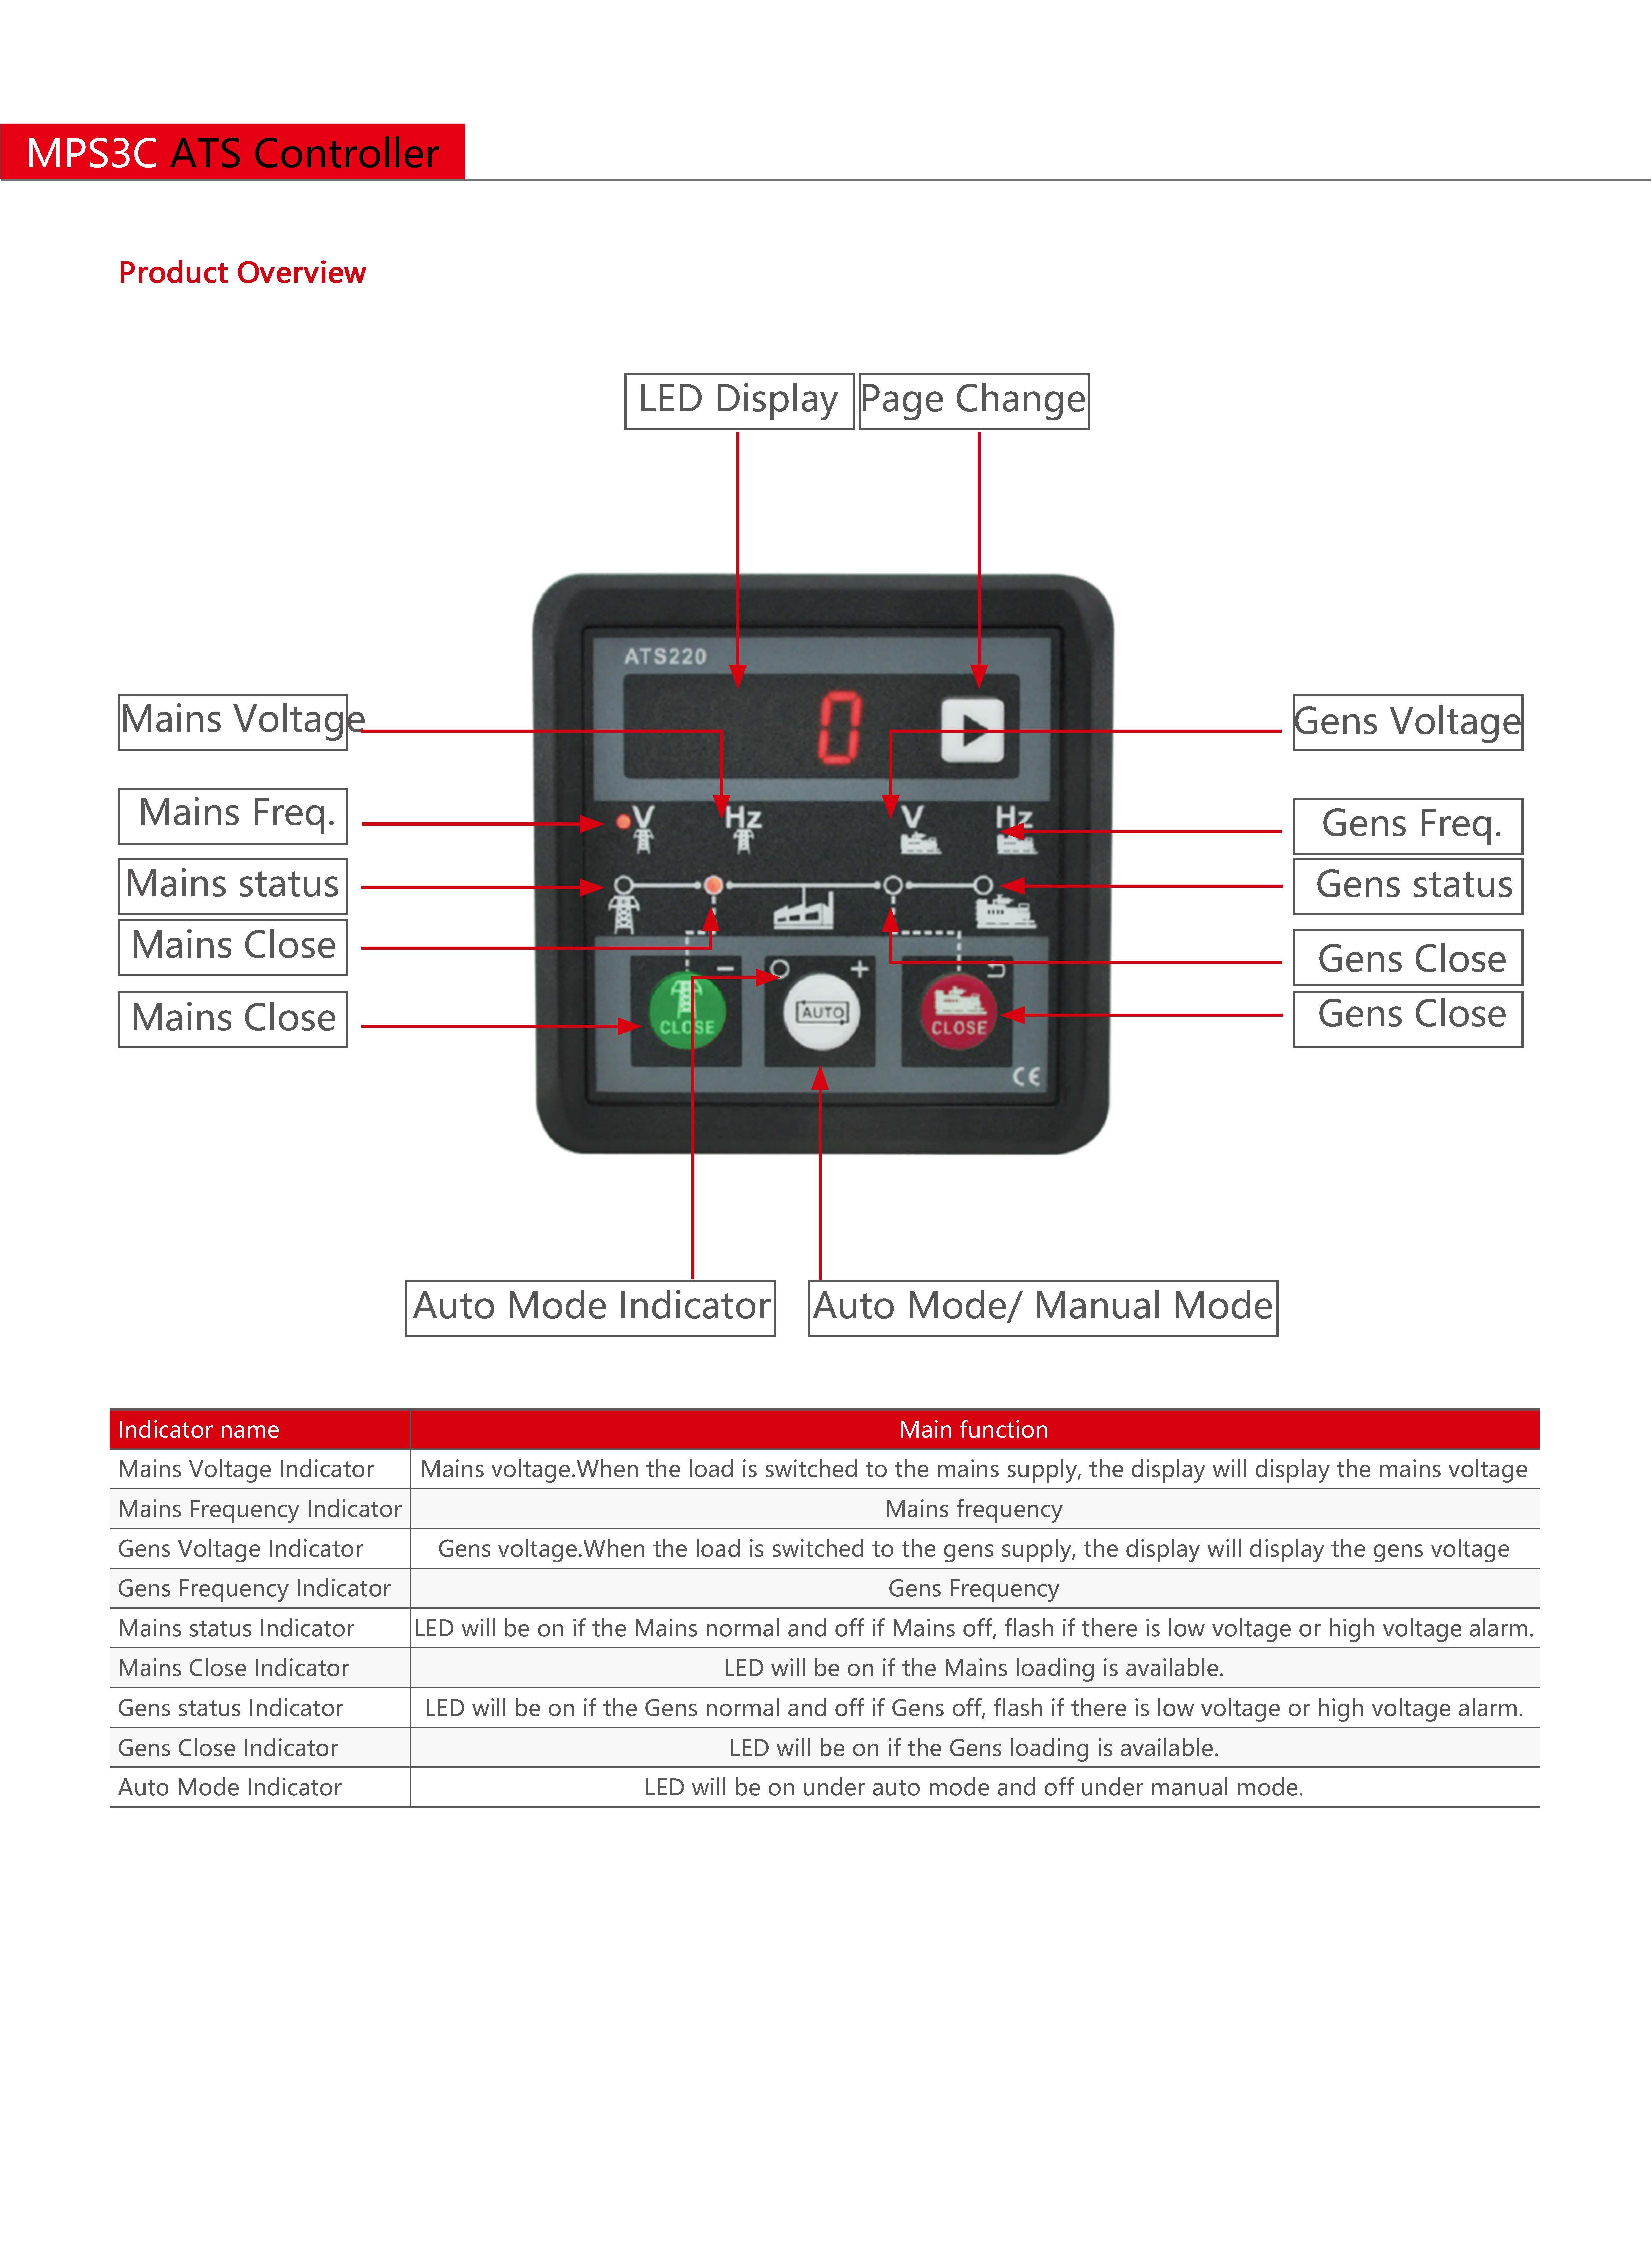 MPS3C ATS Controller
Product Overview
LED Display
Page Change
ATS220
0
Mains Voltage
Gens Voltage
Mains Freq.
V
Hz
V
Hz
Gens Freq.
Mains status
Gens status
Mains Close
Gens Close
Mains Close
- +
CLOSE
AUTO
CLOSE
Gens Close
CE
Auto Mode Indicator
Auto Mode/ Manual Mode
Indicator name Main function
Mains Voltage Indicator Mains voltage.When the load is switched to the mains supply, the display will display the mains voltage
Mains Frequency Indicator Mains frequency
Gens Voltage Indicator Gens voltage.When the load is switched to the gens supply, the display will display the gens voltage
Gens Frequency Indicator Gens Frequency
Mains status Indicator LED will be on if the Mains normal and off if Mains off, flash if there is low voltage or high voltage alarm.
Mains Close Indicator LED will be on if the Mains loading is available.
Gens status Indicator LED will be on if the Gens normal and off if Gens off, flash if there is low voltage or high voltage alarm.
Gens Close Indicator LED will be on if the Gens loading is available.
Auto Mode Indicator LED will be on under auto mode and off under manual mode.